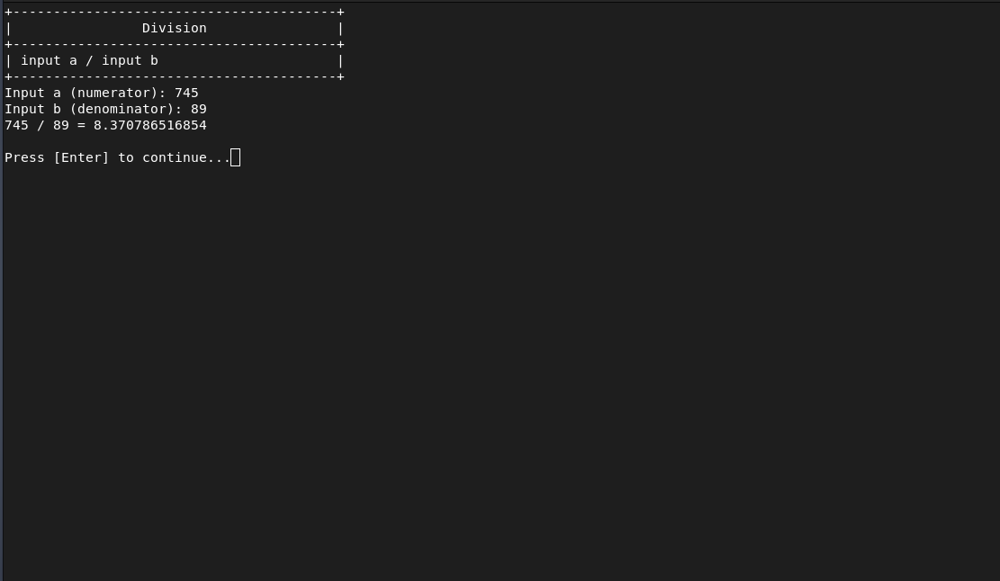 +----------------------------------------+
|                Division                |
+----------------------------------------+
| input a / input b                      |
+----------------------------------------+
Input a (numerator): 745
Input b (denominator): 89
745 / 89 = 8.370786516854
Press [Enter] to continue...